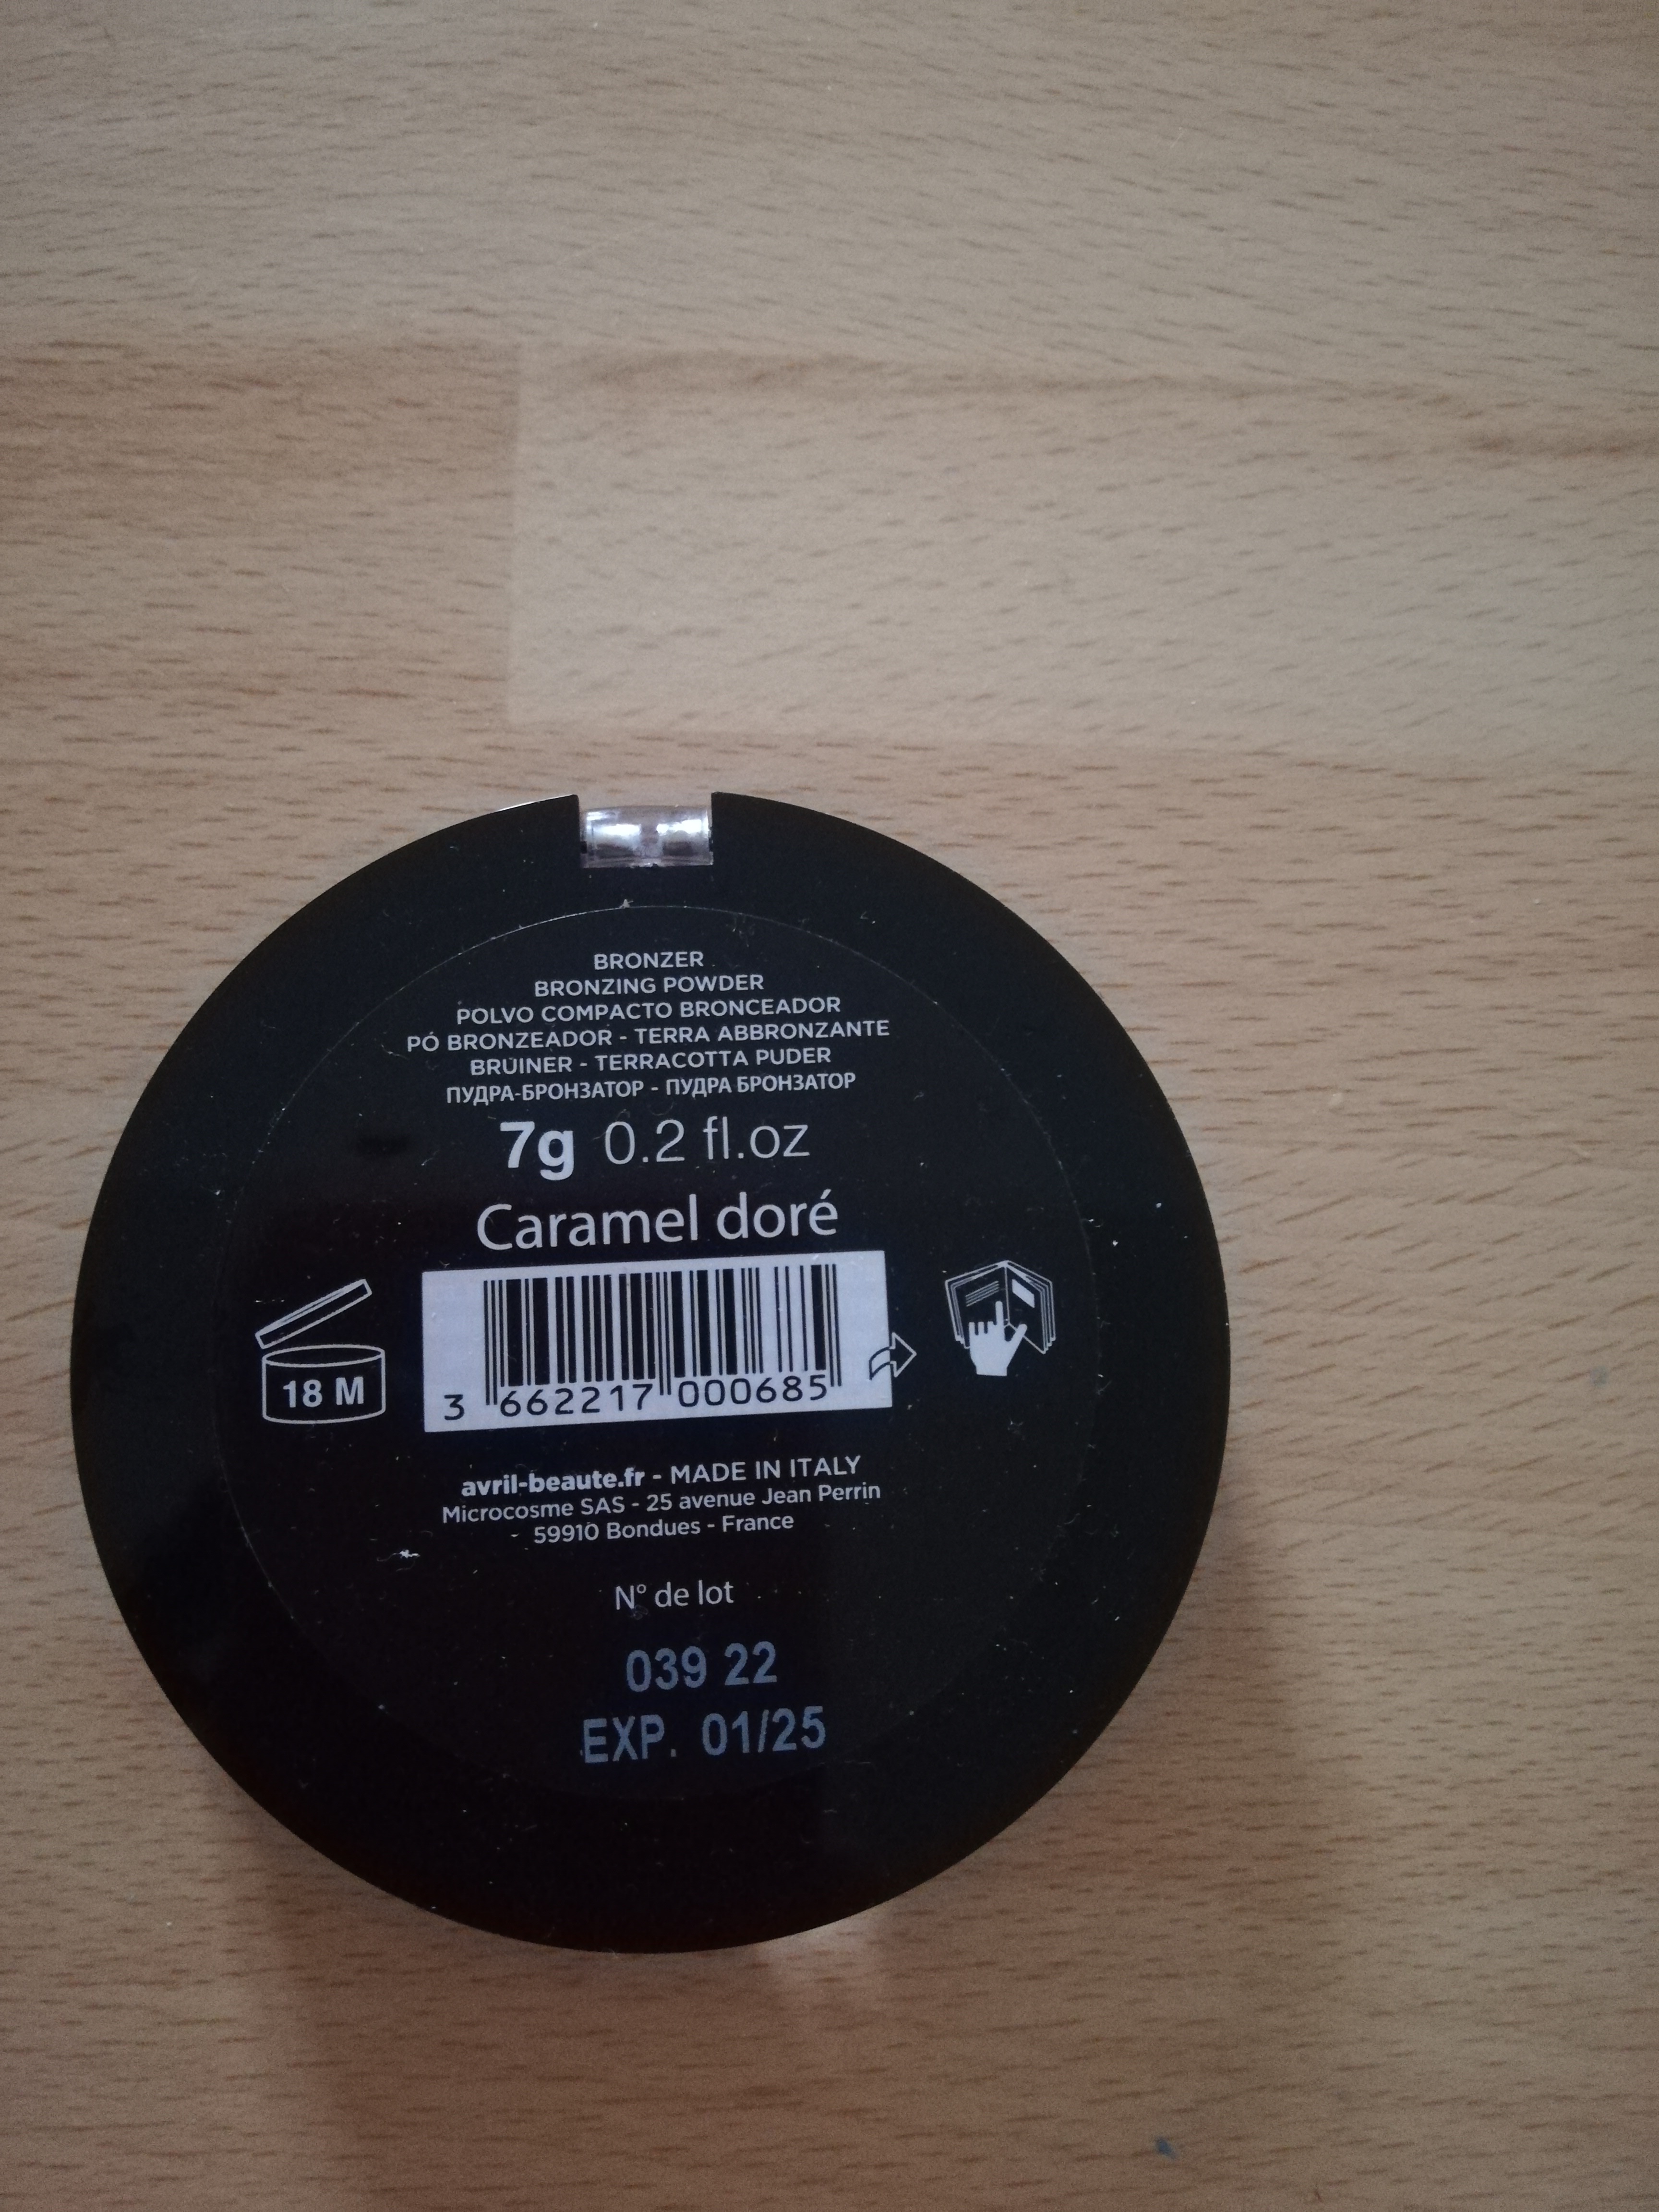 BRONZER
BRONZING POWDER
POLVO COMPACTO BRONCEADOR
PÓ BRONZEADOR - TERRA ABBRONZANTE
BRUINER - TERRACOTTA PUDER
ПУДРА-БРОНЗАТОР - ПУДРА БРОНЗАТОР
7g 0.2 fl.oz
Caramel doré
18 M
3 662217 000685
avril-beaute.fr - MADE IN ITALY
Microcosme SAS - 25 avenue Jean Perrin
59910 Bondues - France
N° de lot
039 22
EXP. 01/25